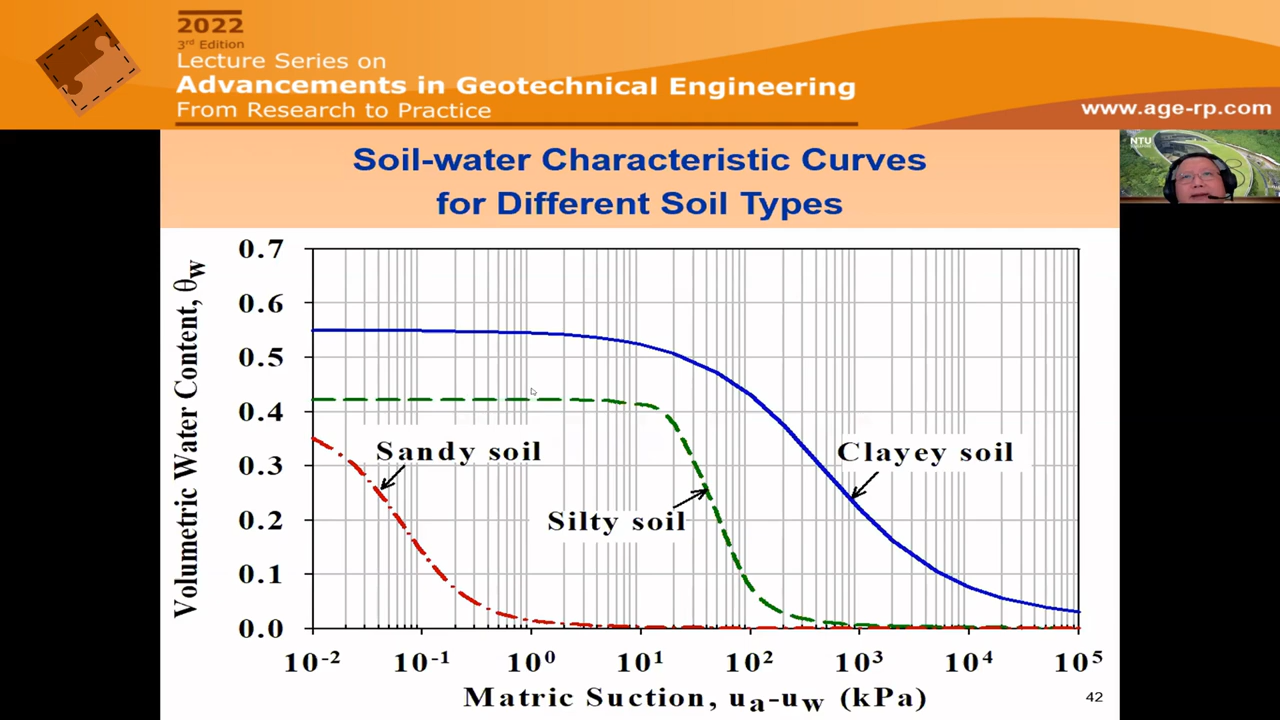 2022
3rd Edition
Lecture Series on
Advancements in Geotechnical Engineering
From Research to Practice
www.age-rp.com
Soil-water Characteristic Curves
for Different Soil Types
NTU
Volumetric Water Content, θw
0.7
0.6
0.5
0.4
0.3
0.2
0.1
0.0
Sandy soil
Silty soil
Clayey soil
10-2 10-1 100 101 102 103 104 105
Matric Suction, ua-uw (kPa)
42